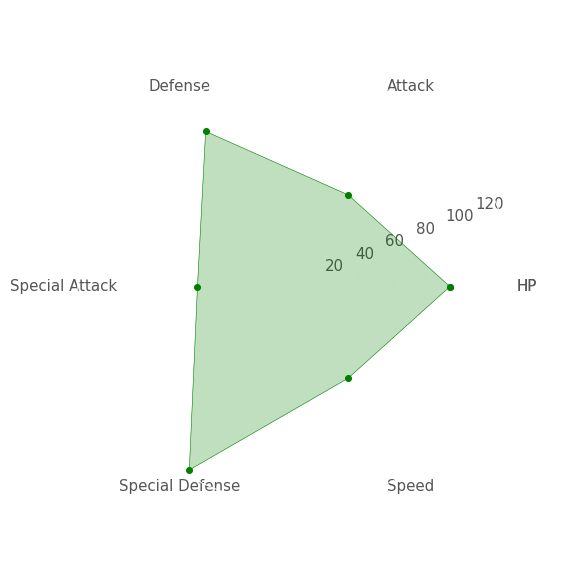 Defense
Attack
120
100
80
60
40
20
Special Attack
HP
Special Defense
Speed